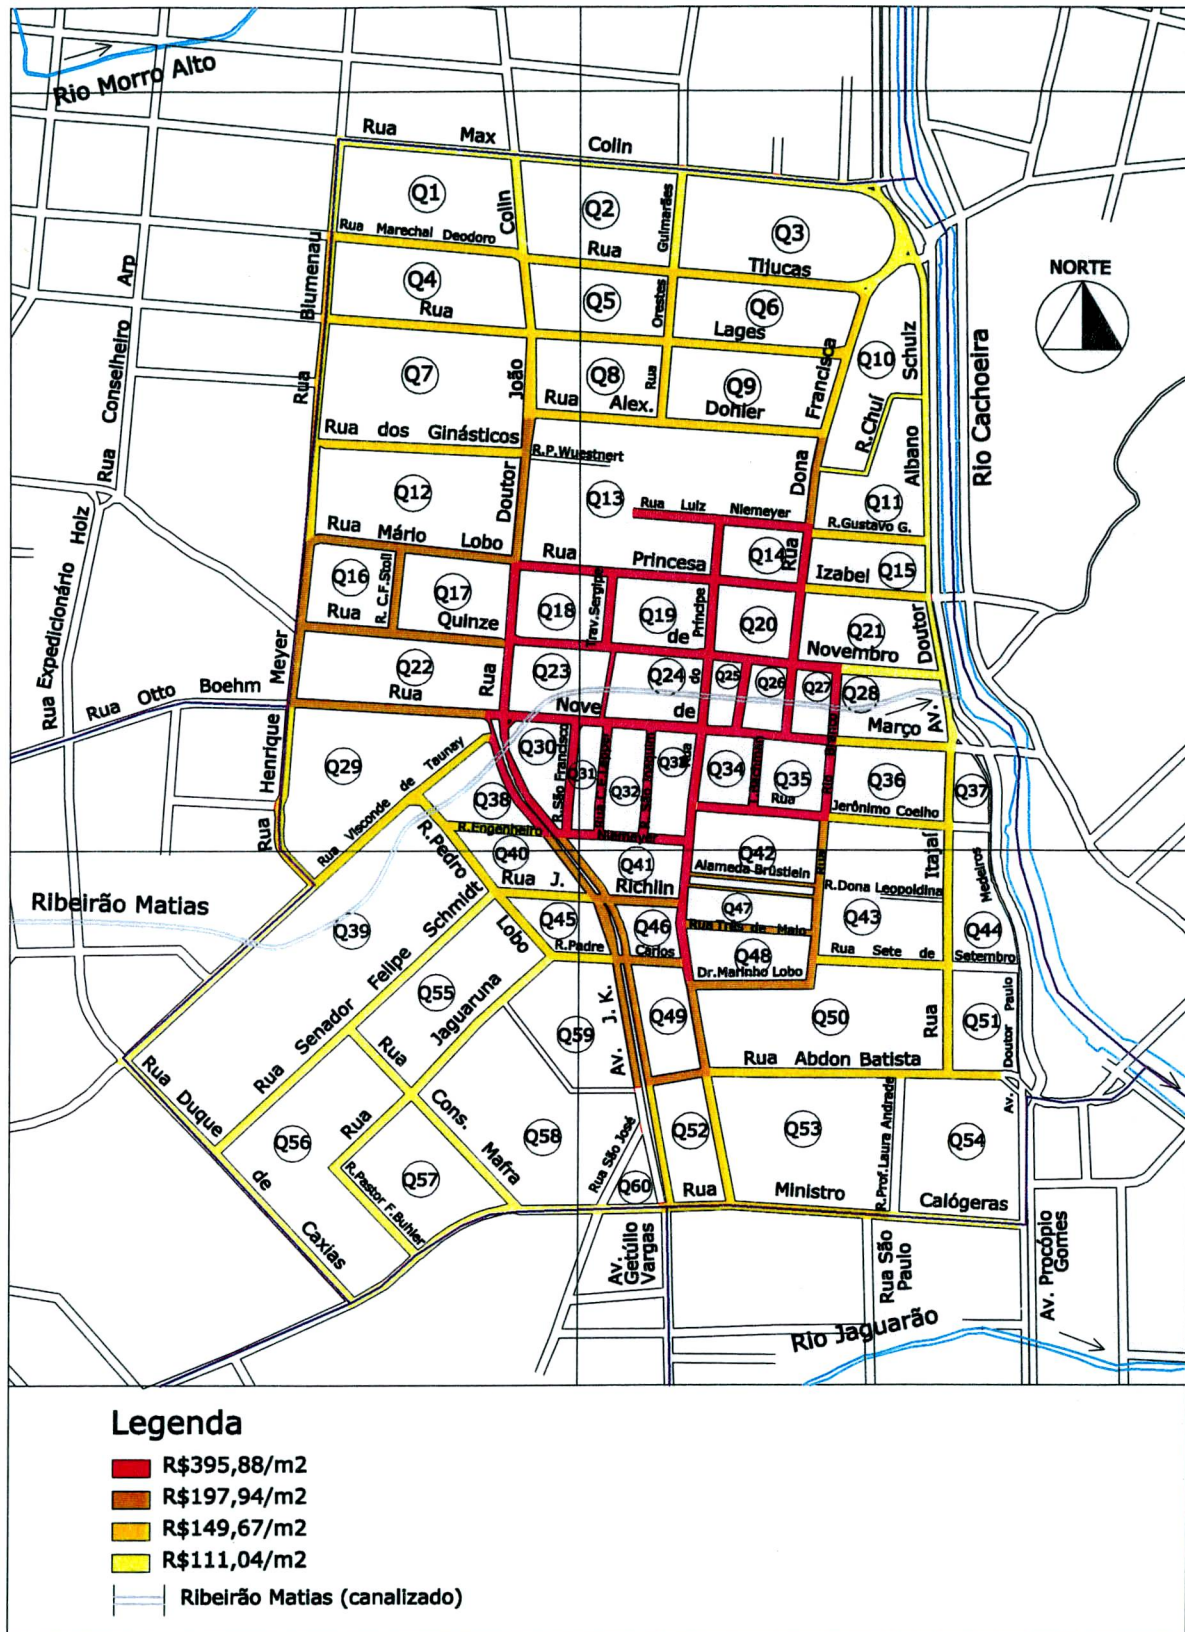 Rio Morro Alto
Rua Max Colin
Q1
Colin
Q2
Guimarães
Q3
Rua Marechal Deodoro
Rua
Tijucas
NORTE
Arp
Blumenau
Q4
Rua
Q5
Orestes
Q6
Lages
Schulz
Rio Cachoeira
Conselheiro
Rua
Q7
João
Q8
Rua
Q9
Francisca
Q10
Rua Alex. Dohler
R.Chuí
Rua
Rua dos Ginásticos
R.P.Wuestnert
Dona
Albano
Q12
Doutor
Q13
Rua Luiz Niemeyer
Q11
R.Gustavo G.
Rua Expedicionário Holz
Rua Mário Lobo
Rua Princesa Izabel
Q14
Rua
Q15
Q16
R. C.F.Stoll
Q17
Q18
Trav.Sergipe
Q19
Príncipe
Q20
Q21
Doutor
Rua Quinze de Novembro
Meyer
Q22
Rua
Q23
Q24
do
Q25
Q26
Q27
Q28
Rua Otto Boehm
Rua Nove de Março
Av.
Henrique
Q29
Rua Visconde de Taunay
Q30
R.São Francisco
Q31
Q32
R. São Joaquim
Q33
Q34
Q35
Rio Branco
Q36
Q37
Rua
Q38
Rua Jerônimo Coelho
R.Engenheiro Niemeyer
Rua
R.Pedro Lobo
Q40
Q41
Q42
Alameda Brüstlein
Rua
Itajaí
Medeiros
Ribeirão Matias
Rua J. Richlin
R.Dona Leopoldina
Q39
Q45
Q46
Q47
Rua Três de Maio
Q43
Q44
R.Padre Carlos
Q48
Rua Sete de Setembro
Dr.Marinho Lobo
Rua Senador Felipe Schmidt
Q55
Rua Jaguaruna
Q59
Av. J. K.
Q49
Q50
Rua
Q51
Av. Doutor Paulo
Rua Abdon Batista
Rua Duque de Caxias
Q56
Rua
Cons. Mafra
Q58
Rua São José
Q52
Q53
R.Prof.Laura Andrade
Q54
Q57
R.Pastor F.Buhler
Q60
Rua Ministro Calógeras
Av. Getúlio Vargas
Rua São Paulo
Av. Procópio Gomes
Rio Jaguarão
Legenda
R$395,88/m2
R$197,94/m2
R$149,67/m2
R$111,04/m2
Ribeirão Matias (canalizado)